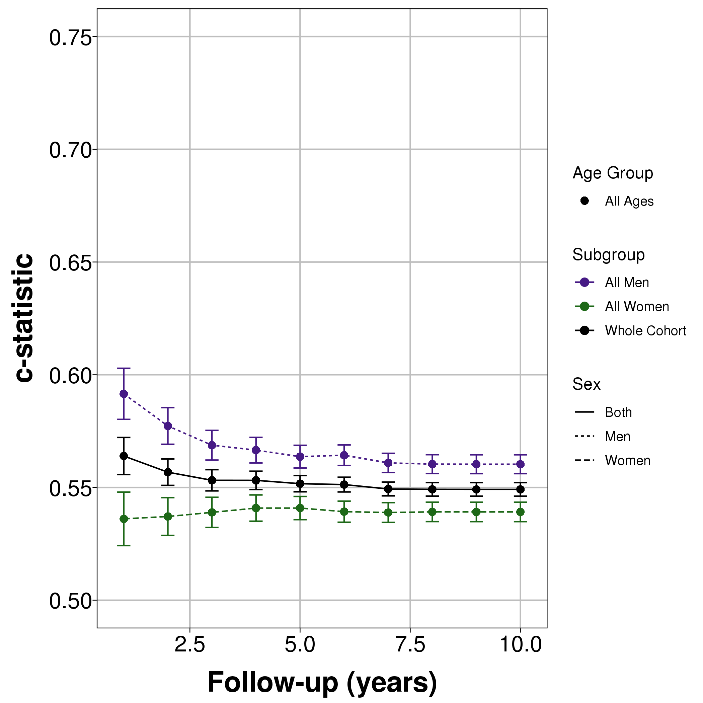 0.75
0.70
0.65
0.60
0.55
0.50
c-statistic
2.5 5.0 7.5 10.0
Follow-up (years)
Age Group
All Ages
Subgroup
All Men
All Women
Whole Cohort
Sex
Both
Men
Women